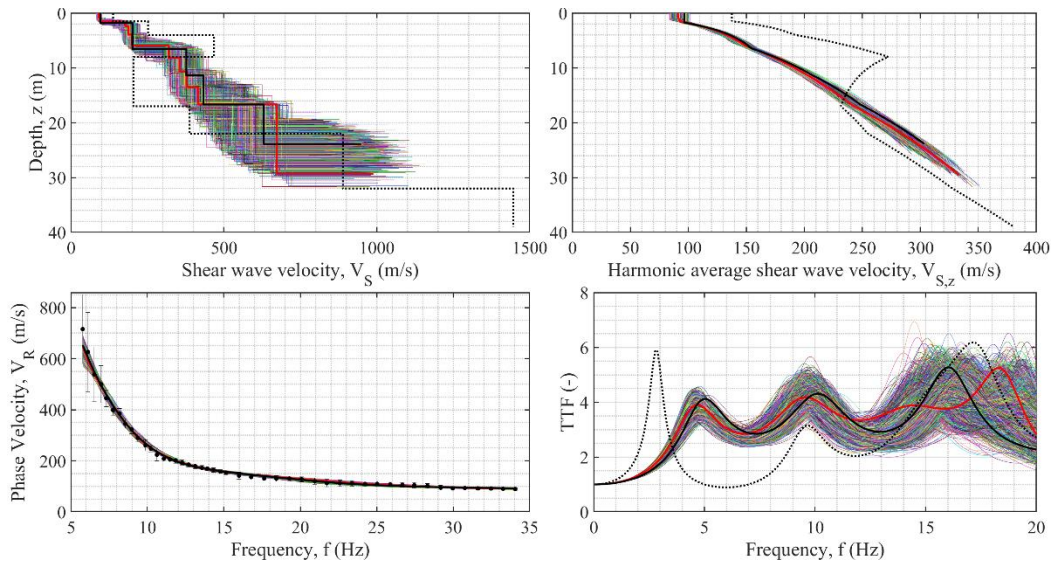 0
10
20
30
40
Depth, z (m)
0 500 1000 1500
Shear wave velocity, V_S (m/s)
0
10
20
30
40
0 50 100 150 200 250 300 350 400
Harmonic average shear wave velocity, V_S,z (m/s)
800
600
400
200
0
Phase Velocity, V_R (m/s)
5 10 15 20 25 30 35
Frequency, f (Hz)
8
6
4
2
0
TTF (-)
0 5 10 15 20
Frequency, f (Hz)